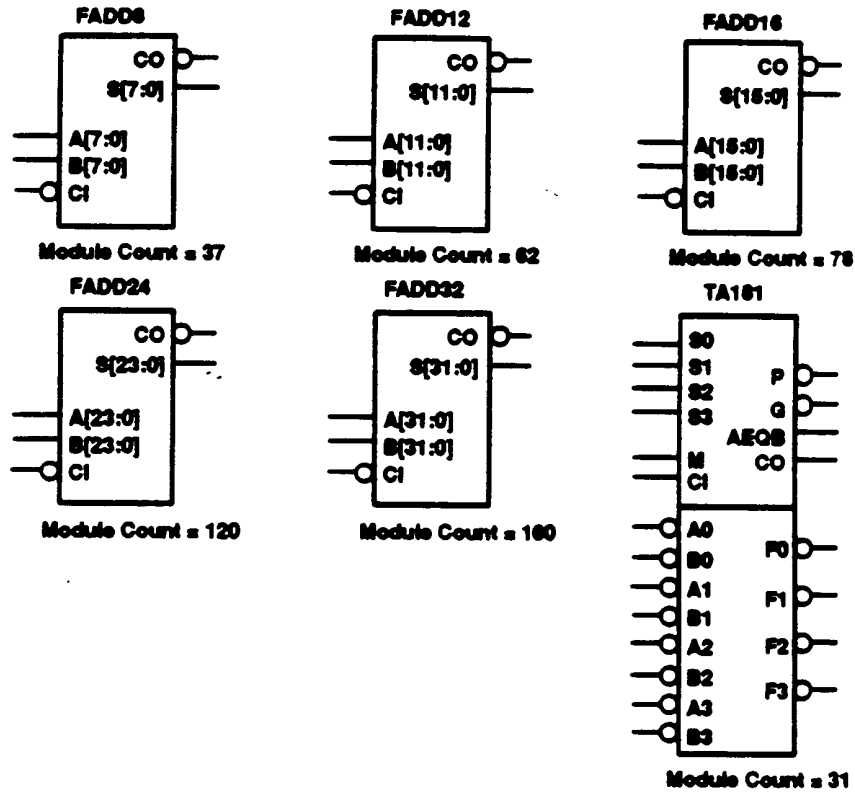 FADD8
CO
S[7:0]
A[7:0]
B[7:0]
CI
Module Count = 37
FADD12
CO
S[11:0]
A[11:0]
B[11:0]
CI
Module Count = 62
FADD16
CO
S[15:0]
A[15:0]
B[15:0]
CI
Module Count = 78
FADD24
CO
S[23:0]
A[23:0]
B[23:0]
CI
Module Count = 120
FADD32
CO
S[31:0]
A[31:0]
B[31:0]
CI
Module Count = 160
TA181
S0
S1
S2
S3
P
G
AEQB
M
CO
CI
A0
B0
F0
A1
F1
B1
A2
F2
B2
A3
F3
B3
Module Count = 31